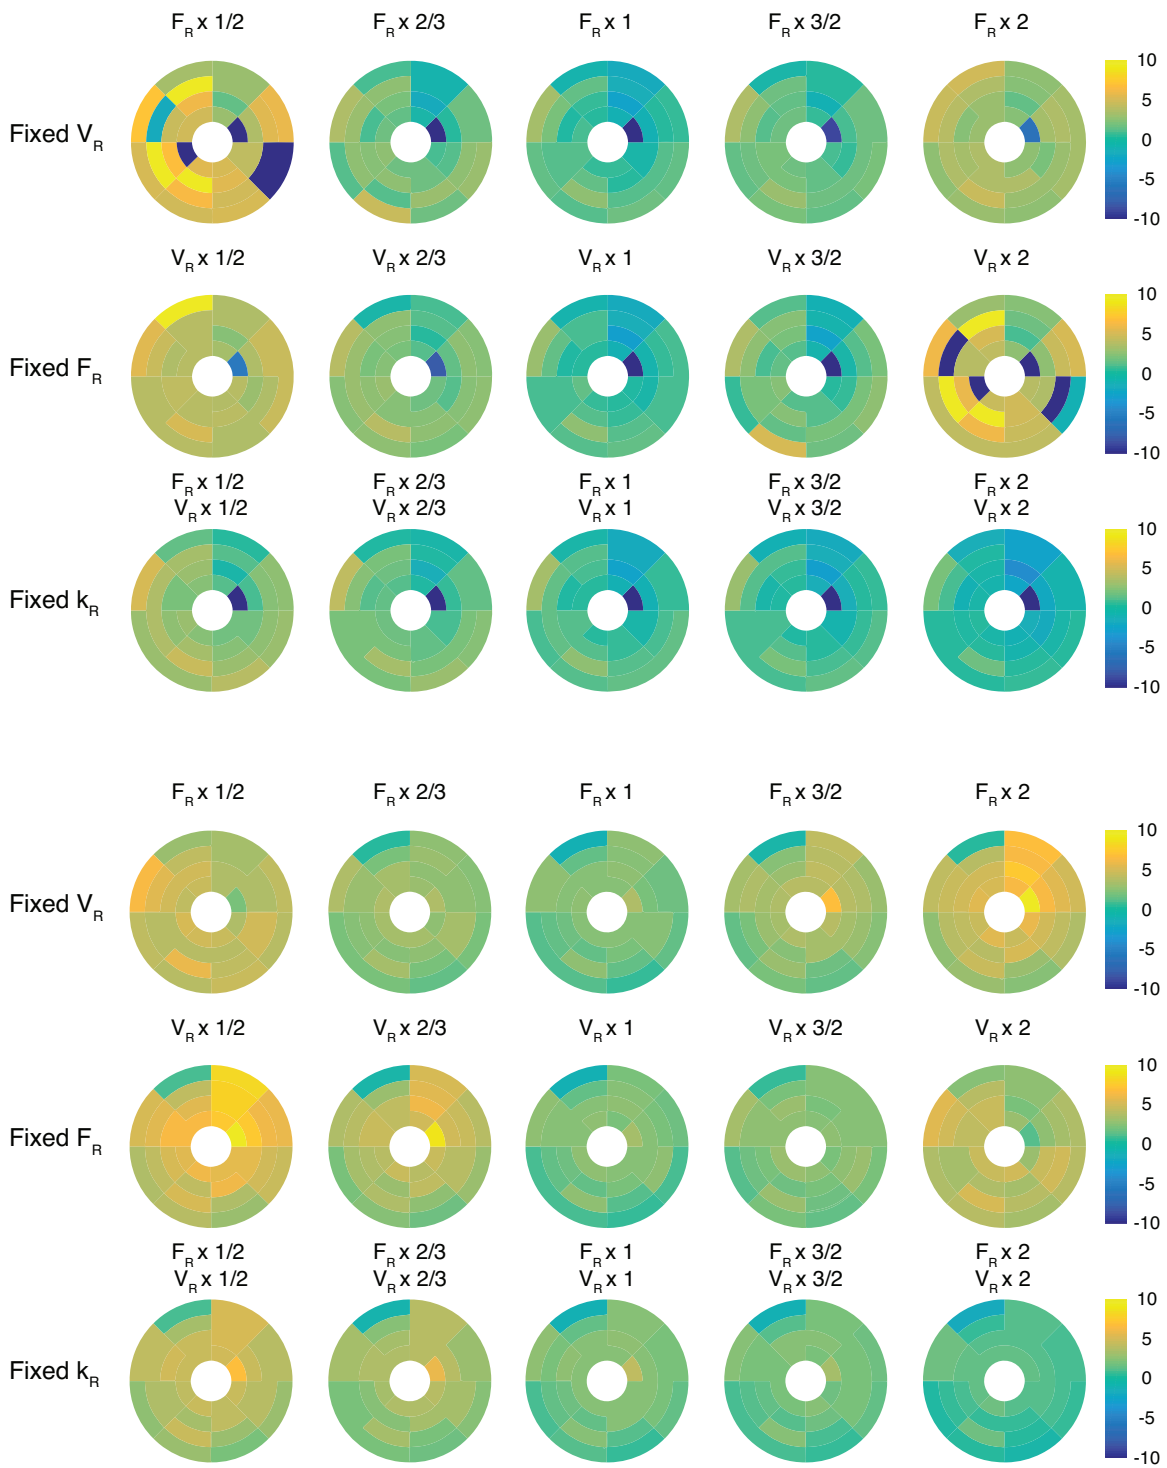 F_R x 1/2 F_R x 2/3 F_R x 1 F_R x 3/2 F_R x 2
Fixed V_R
10
5
0
-5
-10
V_R x 1/2 V_R x 2/3 V_R x 1 V_R x 3/2 V_R x 2
Fixed F_R
10
5
0
-5
-10
F_R x 1/2 F_R x 2/3 F_R x 1 F_R x 3/2 F_R x 2
V_R x 1/2 V_R x 2/3 V_R x 1 V_R x 3/2 V_R x 2
Fixed k_R
10
5
0
-5
-10
F_R x 1/2 F_R x 2/3 F_R x 1 F_R x 3/2 F_R x 2
Fixed V_R
10
5
0
-5
-10
V_R x 1/2 V_R x 2/3 V_R x 1 V_R x 3/2 V_R x 2
Fixed F_R
10
5
0
-5
-10
F_R x 1/2 F_R x 2/3 F_R x 1 F_R x 3/2 F_R x 2
V_R x 1/2 V_R x 2/3 V_R x 1 V_R x 3/2 V_R x 2
Fixed k_R
10
5
0
-5
-10